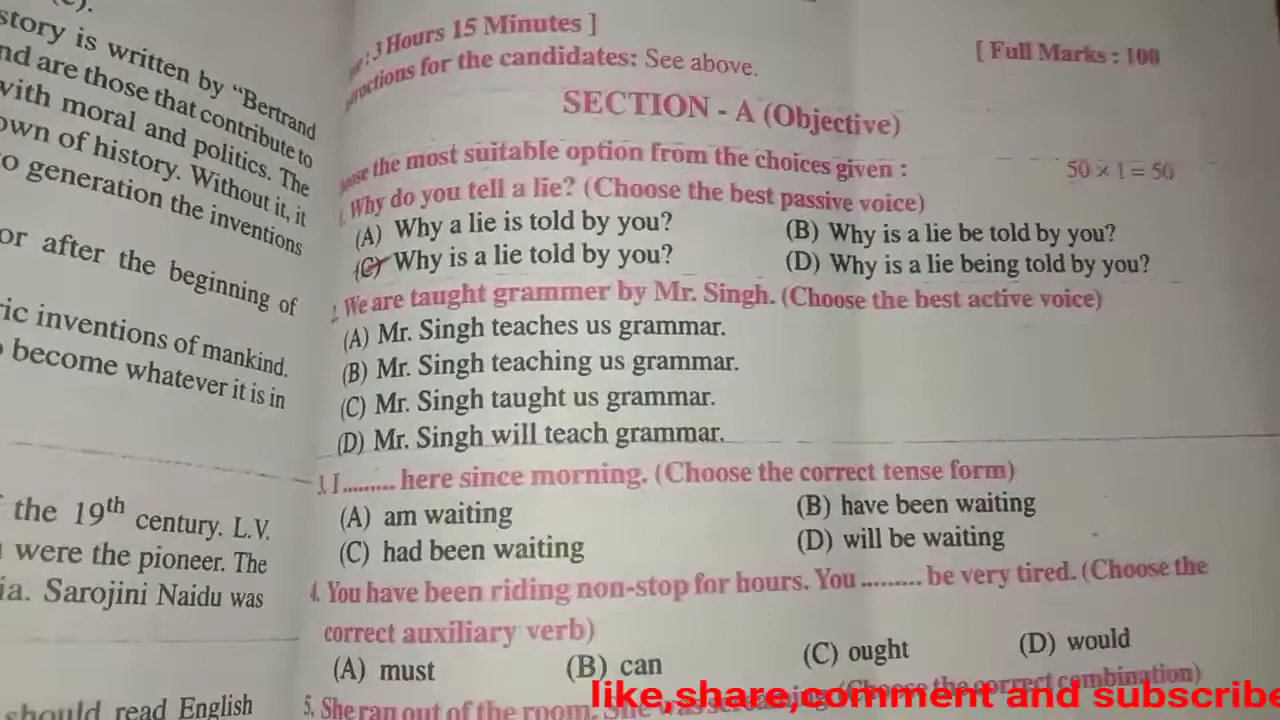 story is written by “Bertrand
nd are those that contribute to
with moral and politics. The
own of history. Without it, it
o generation the inventions
or after the beginning of
ric inventions of mankind.
become whatever it is in
the 19th century. L.V.
were the pioneer. The
ia. Sarojini Naidu was
should read English
: 3 Hours 15 Minutes ]
[ Full Marks : 100
for the candidates: See above.
SECTION - A (Objective)
the most suitable option from the choices given :
50 × 1 = 50
Why do you tell a lie? (Choose the best passive voice)
(A) Why a lie is told by you?
(B) Why is a lie be told by you?
(C) Why is a lie told by you?
(D) Why is a lie being told by you?
2. We are taught grammer by Mr. Singh. (Choose the best active voice)
(A) Mr. Singh teaches us grammar.
(B) Mr. Singh teaching us grammar.
(C) Mr. Singh taught us grammar.
(D) Mr. Singh will teach grammar.
3. I ......... here since morning. (Choose the correct tense form)
(A) am waiting
(B) have been waiting
(C) had been waiting
(D) will be waiting
4. You have been riding non-stop for hours. You ......... be very tired. (Choose the
correct auxiliary verb)
(A) must
(B) can
(C) ought
(D) would
5. She ran out of the room. She was screaming. (Choose the correct combination)
like,share,comment and subscribe